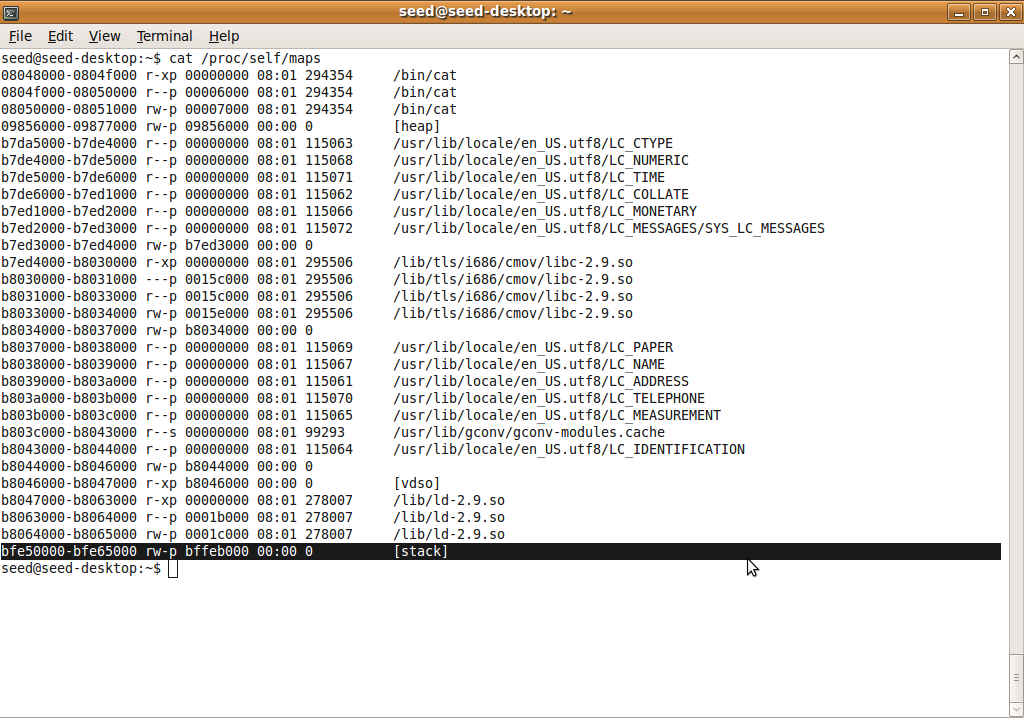 seed@seed-desktop: ~
File Edit View Terminal Help
seed@seed-desktop:~$ cat /proc/self/maps
08048000-0804f000 r-xp 00000000 08:01 294354     /bin/cat
0804f000-08050000 r--p 00006000 08:01 294354     /bin/cat
08050000-08051000 rw-p 00007000 08:01 294354     /bin/cat
09856000-09877000 rw-p 09856000 00:00 0          [heap]
b7da5000-b7de4000 r--p 00000000 08:01 115063     /usr/lib/locale/en_US.utf8/LC_CTYPE
b7de4000-b7de5000 r--p 00000000 08:01 115068     /usr/lib/locale/en_US.utf8/LC_NUMERIC
b7de5000-b7de6000 r--p 00000000 08:01 115071     /usr/lib/locale/en_US.utf8/LC_TIME
b7de6000-b7ed1000 r--p 00000000 08:01 115062     /usr/lib/locale/en_US.utf8/LC_COLLATE
b7ed1000-b7ed2000 r--p 00000000 08:01 115066     /usr/lib/locale/en_US.utf8/LC_MONETARY
b7ed2000-b7ed3000 r--p 00000000 08:01 115072     /usr/lib/locale/en_US.utf8/LC_MESSAGES/SYS_LC_MESSAGES
b7ed3000-b7ed4000 rw-p b7ed3000 00:00 0
b7ed4000-b8030000 r-xp 00000000 08:01 295506     /lib/tls/i686/cmov/libc-2.9.so
b8030000-b8031000 ---p 0015c000 08:01 295506     /lib/tls/i686/cmov/libc-2.9.so
b8031000-b8033000 r--p 0015c000 08:01 295506     /lib/tls/i686/cmov/libc-2.9.so
b8033000-b8034000 rw-p 0015e000 08:01 295506     /lib/tls/i686/cmov/libc-2.9.so
b8034000-b8037000 rw-p b8034000 00:00 0
b8037000-b8038000 r--p 00000000 08:01 115069     /usr/lib/locale/en_US.utf8/LC_PAPER
b8038000-b8039000 r--p 00000000 08:01 115067     /usr/lib/locale/en_US.utf8/LC_NAME
b8039000-b803a000 r--p 00000000 08:01 115061     /usr/lib/locale/en_US.utf8/LC_ADDRESS
b803a000-b803b000 r--p 00000000 08:01 115070     /usr/lib/locale/en_US.utf8/LC_TELEPHONE
b803b000-b803c000 r--p 00000000 08:01 115065     /usr/lib/locale/en_US.utf8/LC_MEASUREMENT
b803c000-b8043000 r--s 00000000 08:01 99293      /usr/lib/gconv/gconv-modules.cache
b8043000-b8044000 r--p 00000000 08:01 115064     /usr/lib/locale/en_US.utf8/LC_IDENTIFICATION
b8044000-b8046000 rw-p b8044000 00:00 0
b8046000-b8047000 r-xp b8046000 00:00 0          [vdso]
b8047000-b8063000 r-xp 00000000 08:01 278007     /lib/ld-2.9.so
b8063000-b8064000 r--p 0001b000 08:01 278007     /lib/ld-2.9.so
b8064000-b8065000 rw-p 0001c000 08:01 278007     /lib/ld-2.9.so
bfe50000-bfe65000 rw-p bffeb000 00:00 0          [stack]
seed@seed-desktop:~$